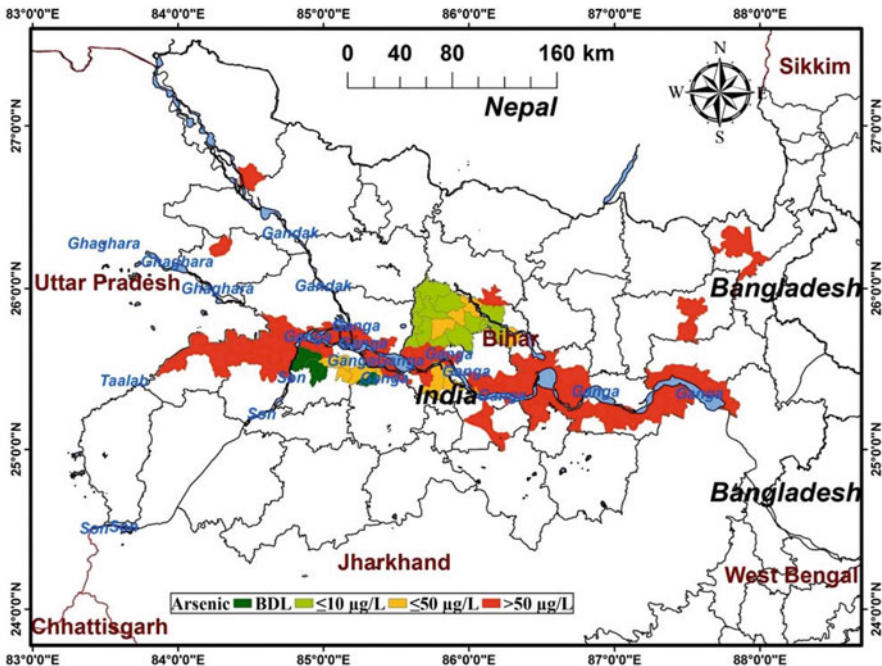 83°0'0"E 84°0'0"E 85°0'0"E 86°0'0"E 87°0'0"E 88°0'0"E
0 40 80 160 km
N
W E
S
Sikkim
Nepal
27°0'0"N 27°0'0"N
Gandak
Ghaghara
Ghaghara
Uttar Pradesh
Ghaghara
Gandak
26°0'0"N 26°0'0"N
Bangladesh
Ganga
Ganga
Ganga
Bihar
Ganga
Ganga
Ganga
Ganga
Taalab
Son
Ganga
India
Ganga
Ganga
Ganga
Son
25°0'0"N 25°0'0"N
Bangladesh
Son
Son
Jharkhand
West Bengal
Arsenic BDL ≤10 µg/L ≤50 µg/L >50 µg/L
24°0'0"N 24°0'0"N
Chhattisgarh
83°0'0"E 84°0'0"E 85°0'0"E 86°0'0"E 87°0'0"E 88°0'0"E